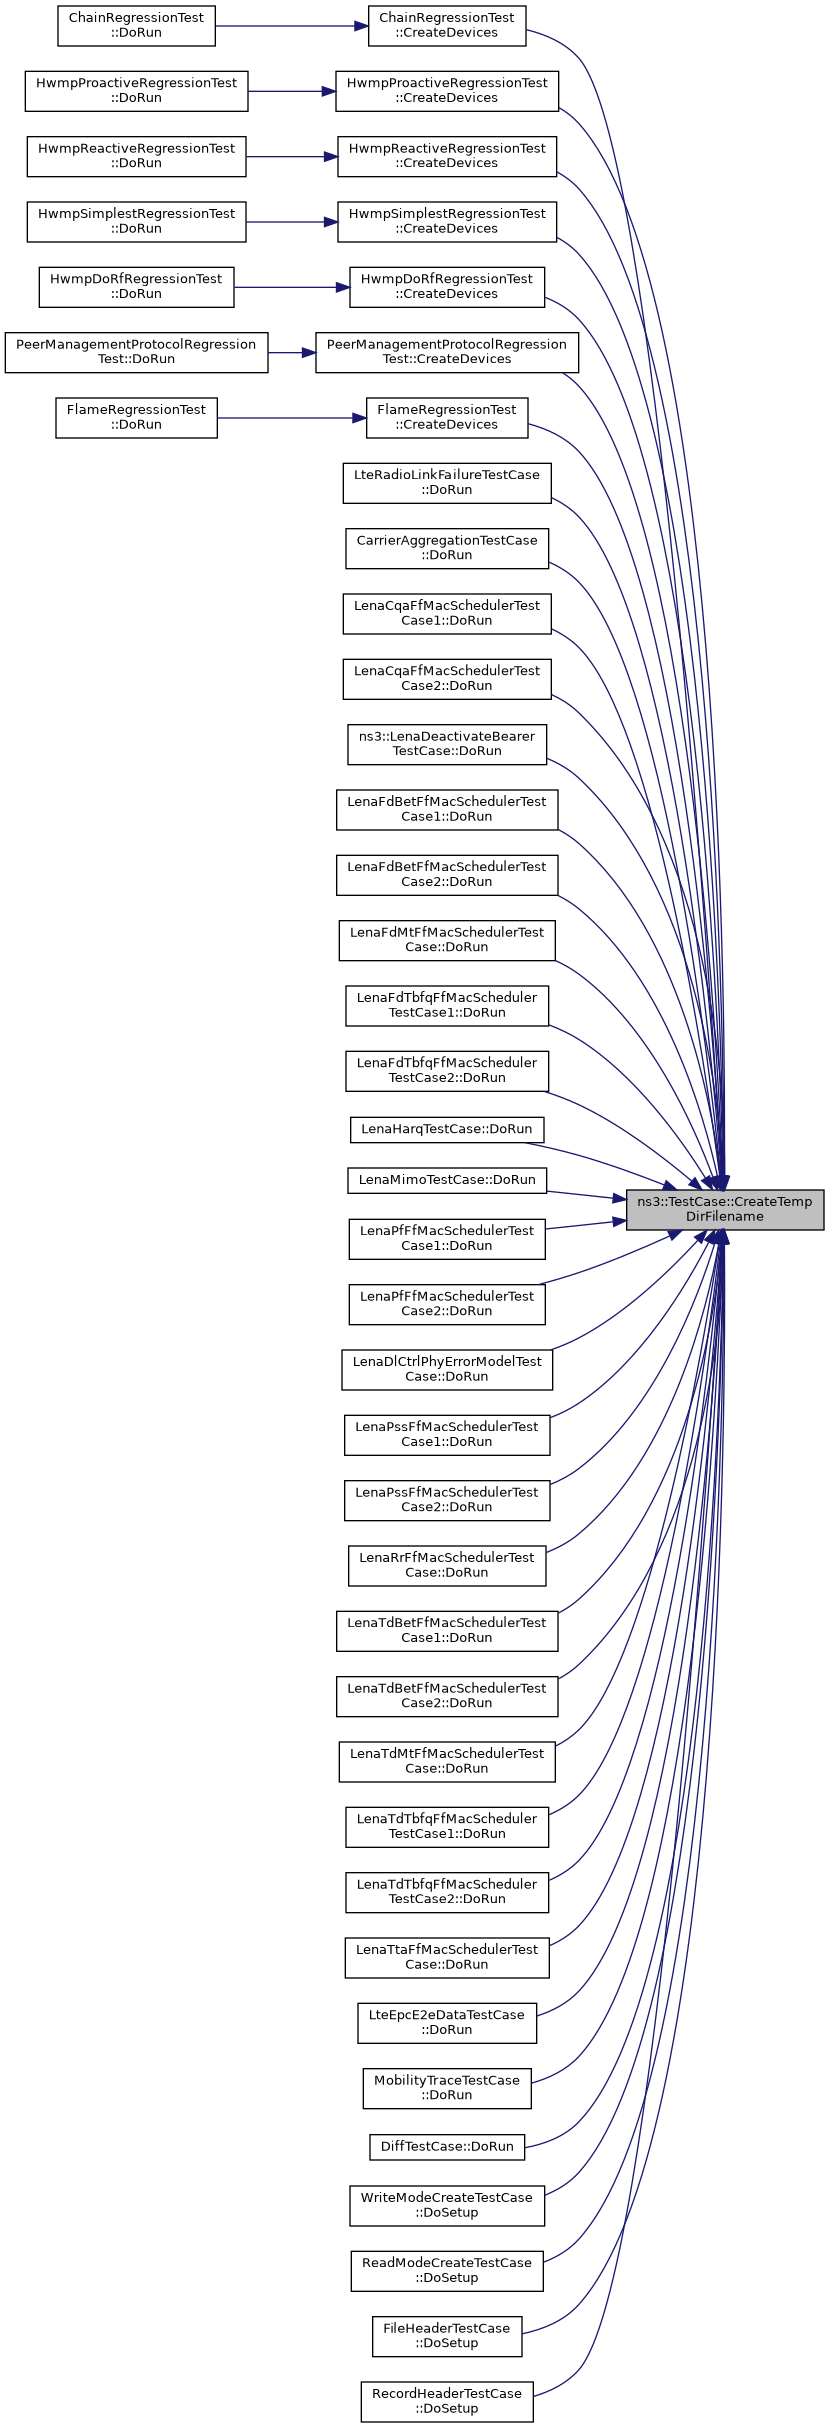 ChainRegressionTest
::DoRun
ChainRegressionTest
::CreateDevices
HwmpProactiveRegressionTest
::DoRun
HwmpProactiveRegressionTest
::CreateDevices
HwmpReactiveRegressionTest
::DoRun
HwmpReactiveRegressionTest
::CreateDevices
HwmpSimplestRegressionTest
::DoRun
HwmpSimplestRegressionTest
::CreateDevices
HwmpDoRfRegressionTest
::DoRun
HwmpDoRfRegressionTest
::CreateDevices
PeerManagementProtocolRegression
Test::DoRun
PeerManagementProtocolRegression
Test::CreateDevices
FlameRegressionTest
::DoRun
FlameRegressionTest
::CreateDevices
LteRadioLinkFailureTestCase
::DoRun
CarrierAggregationTestCase
::DoRun
LenaCqaFfMacSchedulerTest
Case1::DoRun
LenaCqaFfMacSchedulerTest
Case2::DoRun
ns3::LenaDeactivateBearer
TestCase::DoRun
LenaFdBetFfMacSchedulerTest
Case1::DoRun
LenaFdBetFfMacSchedulerTest
Case2::DoRun
LenaFdMtFfMacSchedulerTest
Case::DoRun
LenaFdTbfqFfMacScheduler
TestCase1::DoRun
LenaFdTbfqFfMacScheduler
TestCase2::DoRun
LenaHarqTestCase::DoRun
LenaMimoTestCase::DoRun
ns3::TestCase::CreateTemp
DirFilename
LenaPfFfMacSchedulerTest
Case1::DoRun
LenaPfFfMacSchedulerTest
Case2::DoRun
LenaDlCtrlPhyErrorModelTest
Case::DoRun
LenaPssFfMacSchedulerTest
Case1::DoRun
LenaPssFfMacSchedulerTest
Case2::DoRun
LenaRrFfMacSchedulerTest
Case::DoRun
LenaTdBetFfMacSchedulerTest
Case1::DoRun
LenaTdBetFfMacSchedulerTest
Case2::DoRun
LenaTdMtFfMacSchedulerTest
Case::DoRun
LenaTdTbfqFfMacScheduler
TestCase1::DoRun
LenaTdTbfqFfMacScheduler
TestCase2::DoRun
LenaTtaFfMacSchedulerTest
Case::DoRun
LteEpcE2eDataTestCase
::DoRun
MobilityTraceTestCase
::DoRun
DiffTestCase::DoRun
WriteModeCreateTestCase
::DoSetup
ReadModeCreateTestCase
::DoSetup
FileHeaderTestCase
::DoSetup
RecordHeaderTestCase
::DoSetup